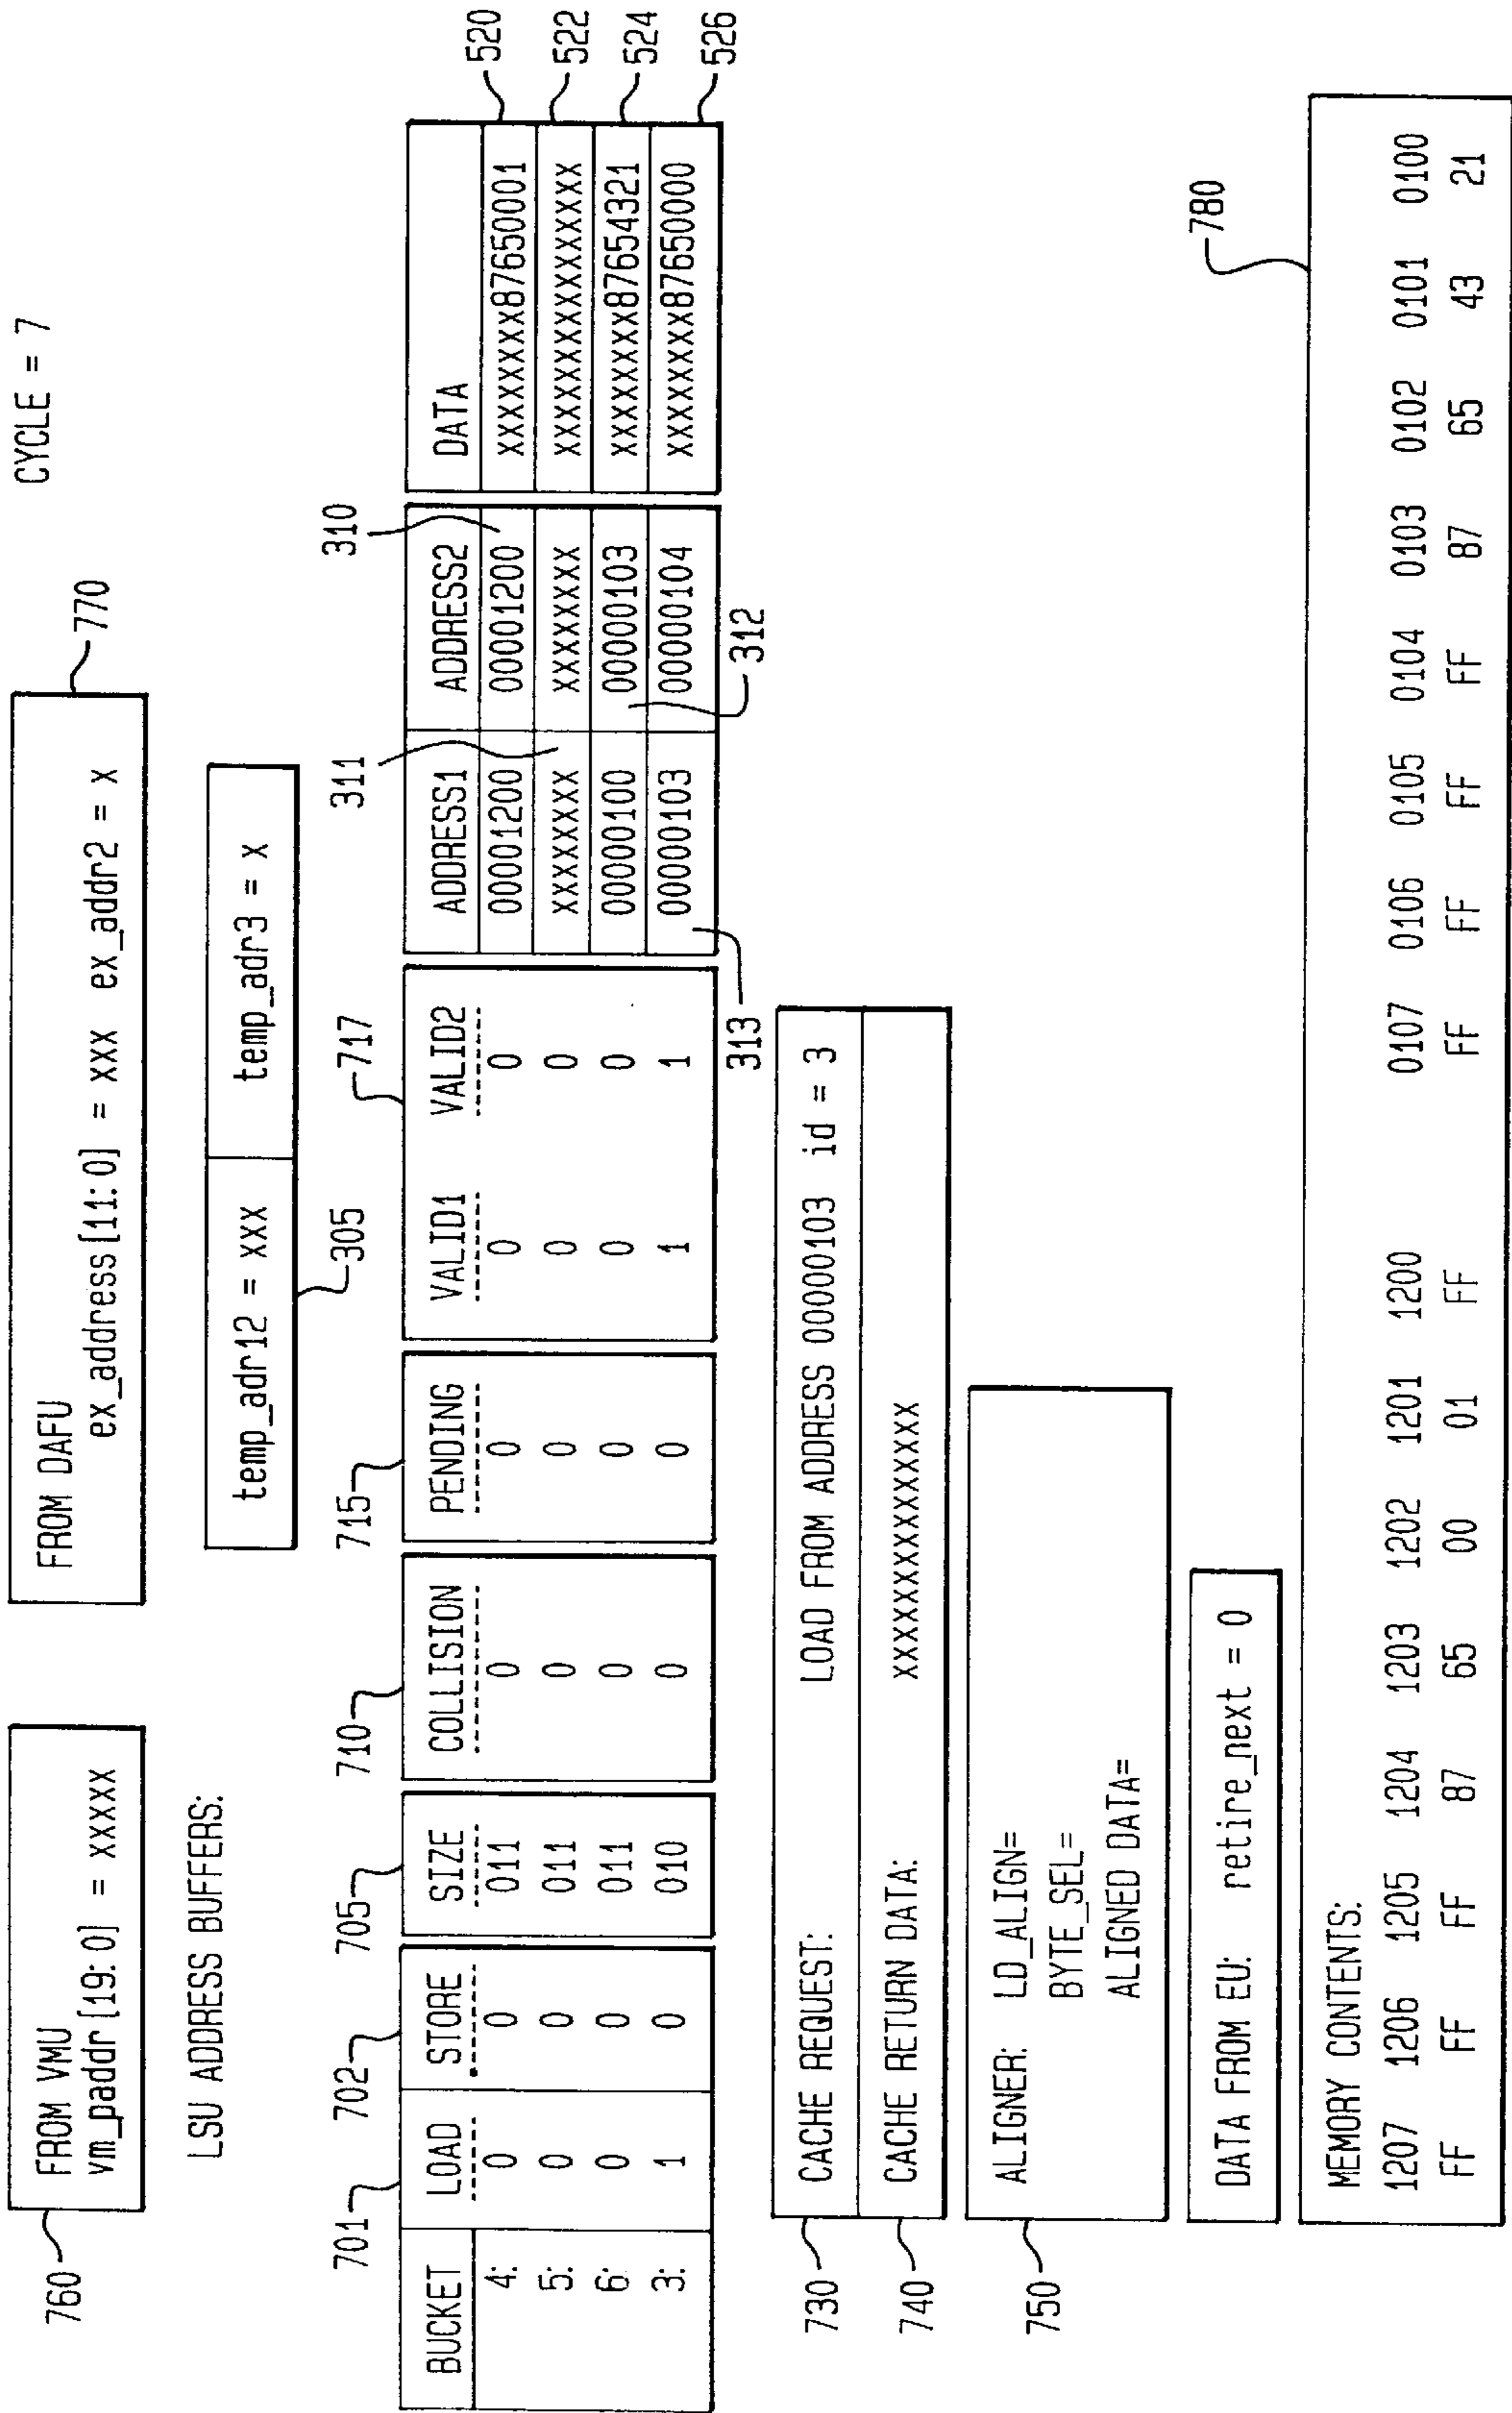 CYCLE = 7
760
FROM VMU
vm_paddr [19:0] = XXXXX
FROM DAFU
ex_address [11:0] = XXX ex_addr2 = X
770
LSU ADDRESS BUFFERS:
temp_adr12 = XXX temp_adr3 = X
305
701 702 705 710 715 717 311 310
BUCKET LOAD STORE SIZE COLLISION PENDING VALID1 VALID2 ADDRESS1 ADDRESS2 DATA
4: 0 0 011 0 0 0 0 00001200 00001200 XXXXXXX87650001 520
5: 0 0 011 0 0 0 0 XXXXXXXX XXXXXXXX XXXXXXXXXXXXXXX 522
6: 0 0 011 0 0 0 0 00000100 00000103 XXXXXXX87654321 524
3: 1 0 010 0 0 1 1 00000103 00000104 XXXXXXX87650000 526
313 312
730 CACHE REQUEST: LOAD FROM ADDRESS 00000103 id = 3
740 CACHE RETURN DATA: XXXXXXXXXXXXXXX
750 ALIGNER: LD_ALIGN=
BYTE_SEL=
ALIGNED DATA=
DATA FROM EU: retire_next = 0
780
MEMORY CONTENTS:
1207 1206 1205 1204 1203 1202 1201 1200 0107 0106 0105 0104 0103 0102 0101 0100
FF FF FF 87 65 00 01 FF FF FF FF FF 87 65 43 21